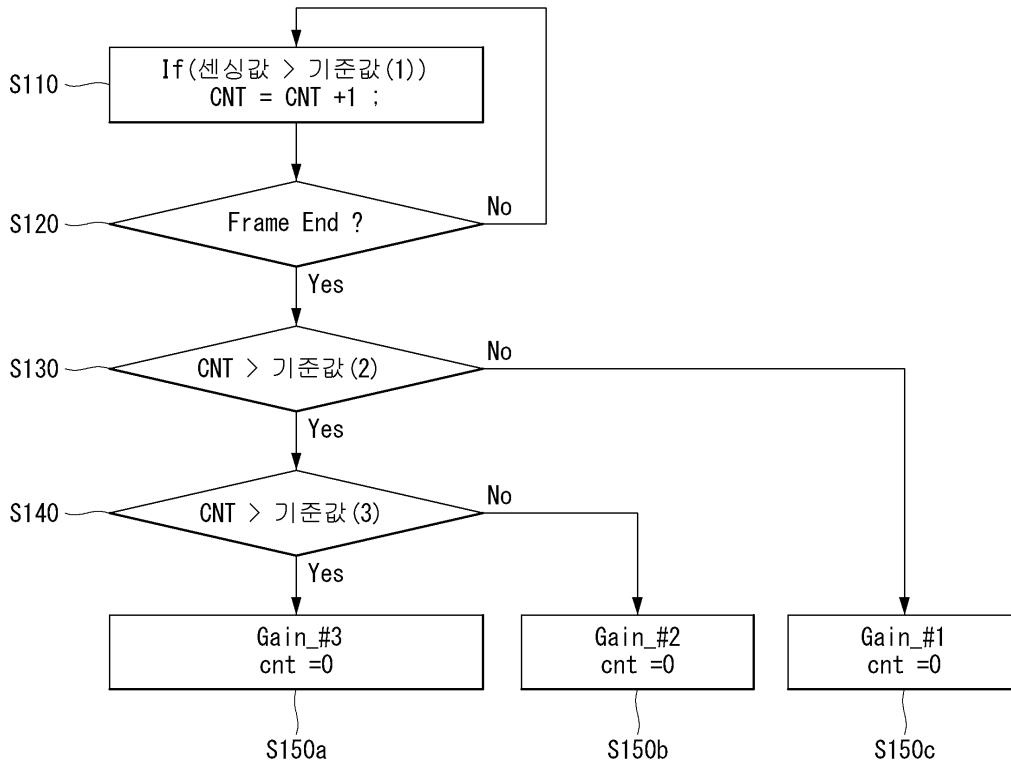 If(센싱값 > 기준값(1))
CNT = CNT +1 ;
S110
Frame End ?
No
S120
Yes
CNT > 기준값(2)
No
S130
Yes
CNT > 기준값(3)
No
S140
Yes
Gain_#3
cnt =0
Gain_#2
cnt =0
Gain_#1
cnt =0
S150a
S150b
S150c